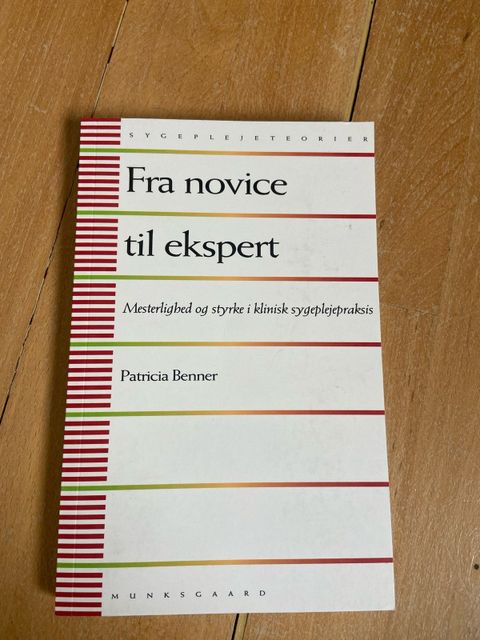 SYGEPLEJETEORIER
Fra novice
til ekspert
Mesterlighed og styrke i klinisk sygeplejepraksis
Patricia Benner
MUNKSGAARD